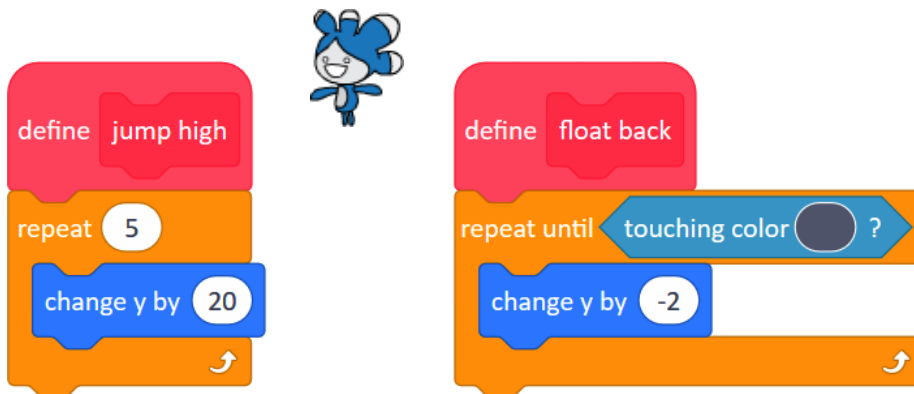 define jump high
repeat 5
change y by 20
define float back
repeat until touching color ?
change y by -2